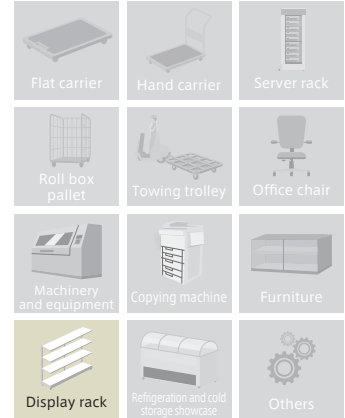 Flat carrier
Hand carrier
Server rack
Roll box
pallet
Towing trolley
Office chair
Machinery
and equipment
Copying machine
Furniture
Display rack
Refrigeration and cold
storage showcase
Others